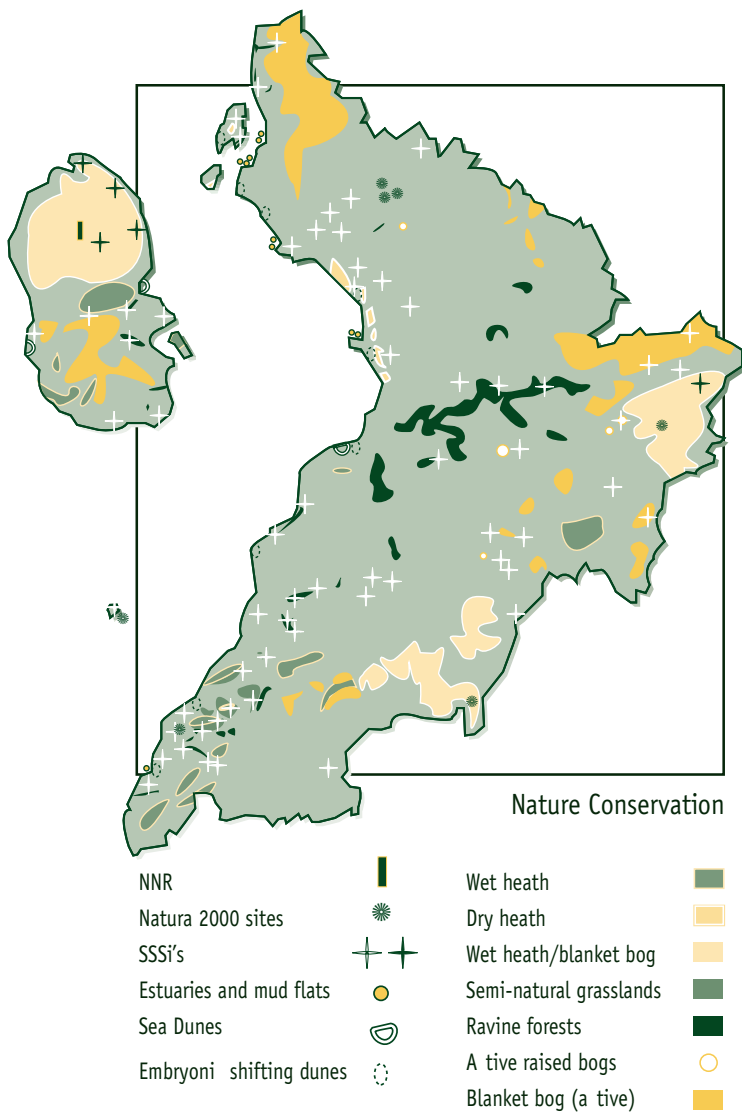 Nature Conservation
NNR
Natura 2000 sites
SSSi's
Estuaries and mud flats
Sea Dunes
Embryoni shifting dunes
Wet heath
Dry heath
Wet heath/blanket bog
Semi-natural grasslands
Ravine forests
A tive raised bogs
Blanket bog (a tive)